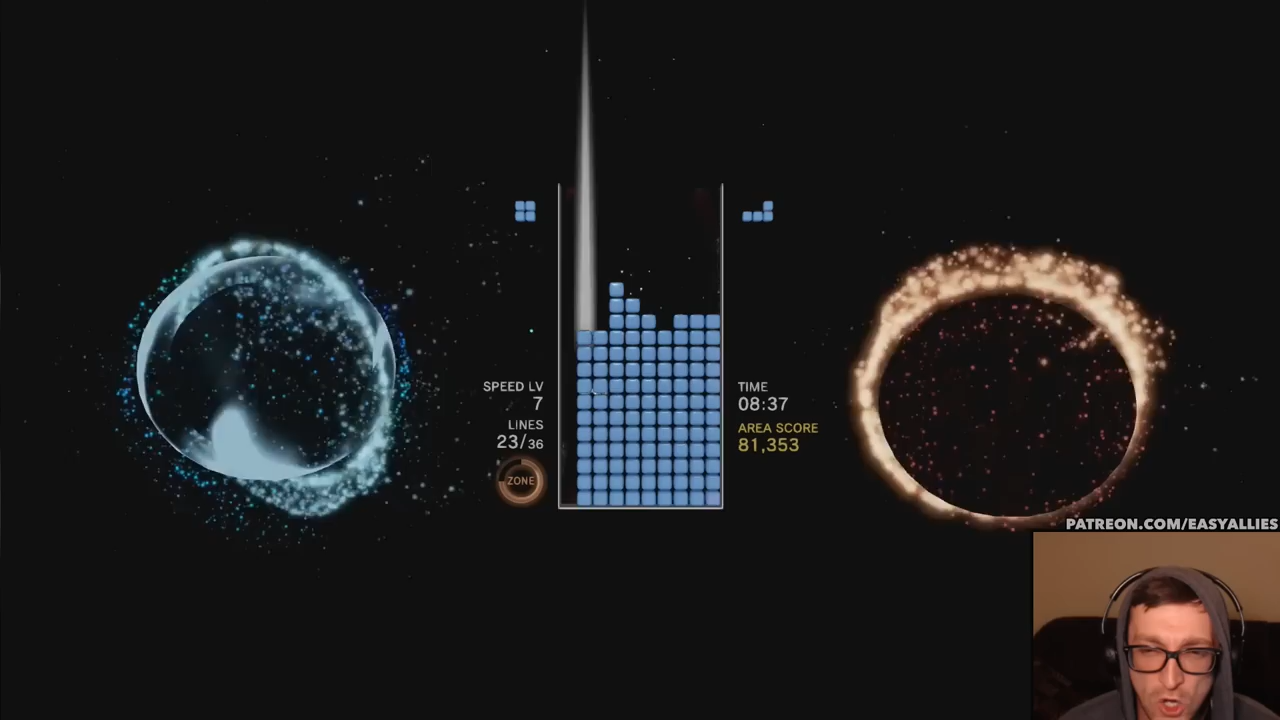 SPEED LV
7
LINES
23/36
ZONE
TIME
08:37
AREA SCORE
81,353
PATREON.COM/EASYALLIES